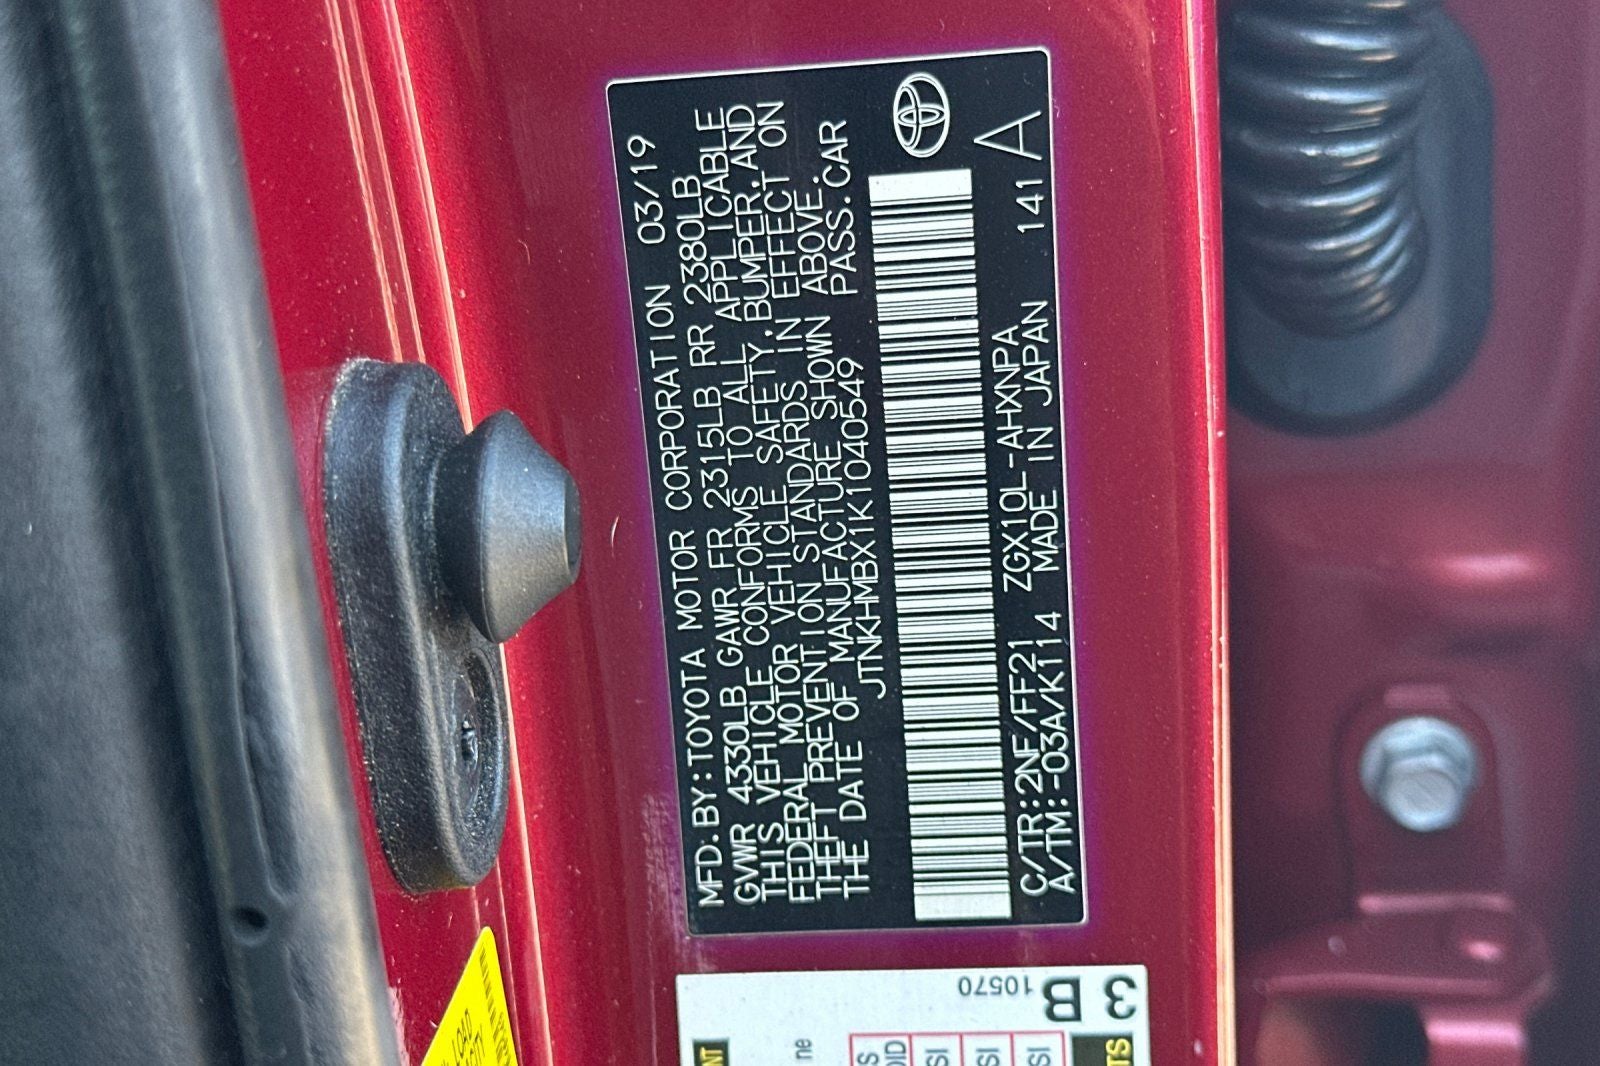 MFD.BY:TOYOTA MOTOR CORPORATION 03/19
GVWR 4330LB GAWR FR 2315LB RR 2380LB
THIS VEHICLE CONFORMS TO ALL APPLICABLE
FEDERAL MOTOR VEHICLE SAFETY,BUMPER,AND
THEFT PREVENTION STANDARDS IN EFFECT ON
THE DATE OF MANUFACTURE SHOWN ABOVE.
JTNKHMBX1K1040549 PASS.CAR
C/TR:2NF/FF21 ZGX10L-AHXNPA 141 A
A/TM:-03A/K114 MADE IN JAPAN
3
B
10570
LOAD